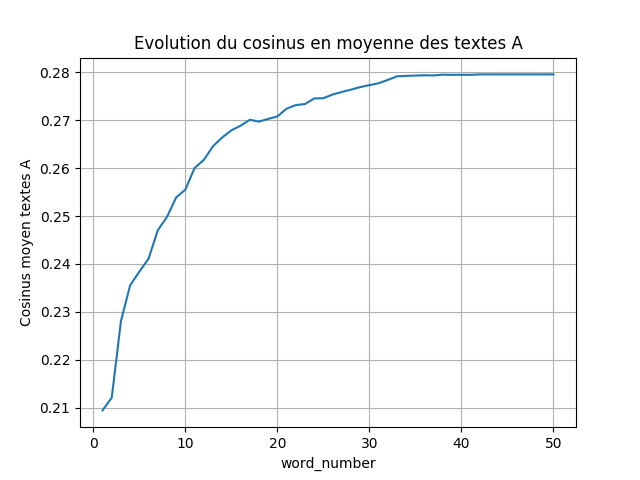 Evolution du cosinus en moyenne des textes A
Cosinus moyen textes A
0.28
0.27
0.26
0.25
0.24
0.23
0.22
0.21
0 10 20 30 40 50
word_number